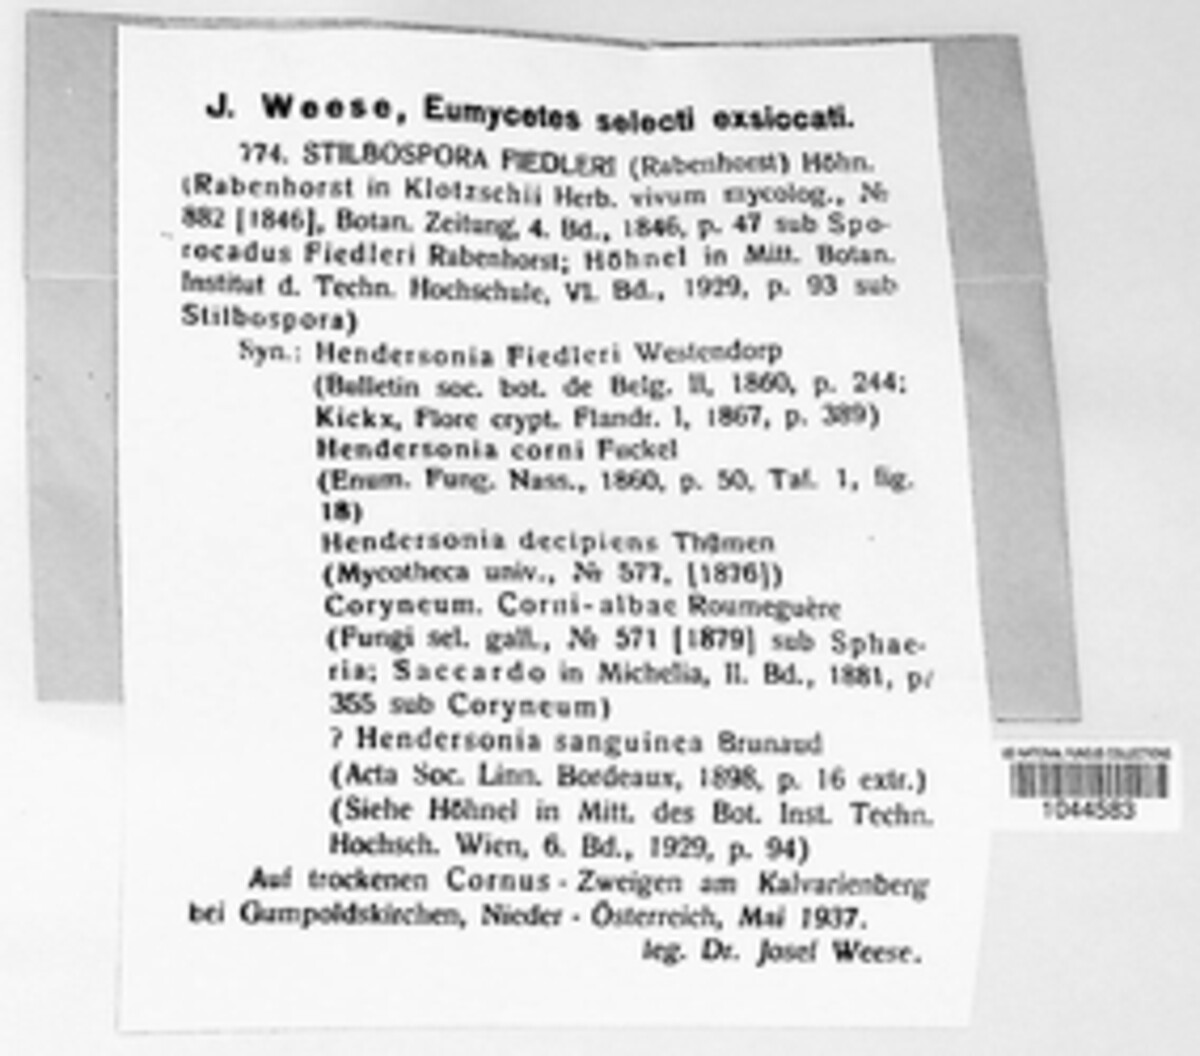 J. Weese, Eumycetes selecti exsiccati.
774. STILBOSPORA FIEDLERI (Rabenhorst) Höhn.
(Rabenhorst in Klotzschii Herb. vivum mycolog., №
882 [1846], Botan. Zeitung, 4. Bd., 1846, p. 47 sub Spo-
rocadus Fiedleri Rabenhorst; Höhnel in Mitt. Botan.
Institut d. Techn. Hochschule, VI. Bd., 1929, p. 93 sub
Stilbospora)
Syn.: Hendersonia Fiedleri Westendorp
(Bulletin soc. bot. de Belg. II, 1860, p. 244;
Kickx, Flore crypt. Flandr. I, 1867, p. 389)
Hendersonia corni Fuckel
(Enum. Fung. Nass., 1860, p. 50, Taf. 1, fig.
18)
Hendersonia decipiens Thümen
(Mycotheca univ., № 577, [1876])
Coryneum. Corni-albae Roumeguère
(Fungi sel. gall., № 571 [1879] sub Sphae-
ria; Saccardo in Michelia, II. Bd., 1881, p.
355 sub Coryneum)
? Hendersonia sanguinea Brunaud
(Acta Soc. Linn. Bordeaux, 1898, p. 16 extr.)
(Siehe Höhnel in Mitt. des Bot. Inst. Techn.
Hochsch. Wien, 6. Bd., 1929, p. 94)
Auf trockenen Cornus-Zweigen am Kalvarienberg
bei Gumpoldskirchen, Nieder-Österreich, Mai 1937.
leg. Dr. Josef Weese.
US NATIONAL FUNGUS COLLECTIONS
1044583